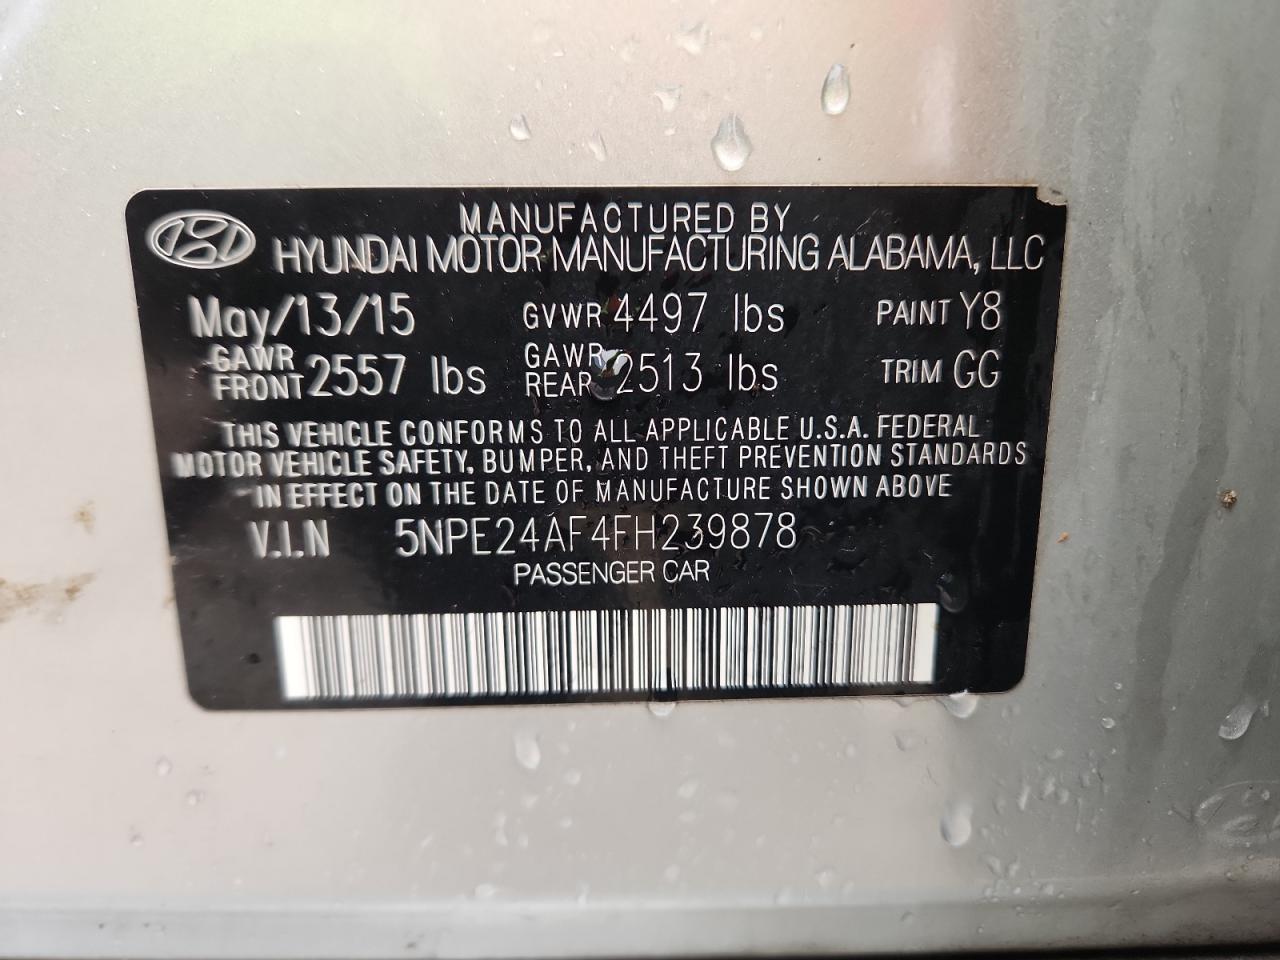 MANUFACTURED BY
HYUNDAI MOTOR MANUFACTURING ALABAMA, LLC
May/13/15 GVWR 4497 lbs PAINT Y8
GAWR FRONT 2557 lbs GAWR REAR 2513 lbs TRIM GG
THIS VEHICLE CONFORMS TO ALL APPLICABLE U.S.A. FEDERAL
MOTOR VEHICLE SAFETY, BUMPER, AND THEFT PREVENTION STANDARDS
IN EFFECT ON THE DATE OF MANUFACTURE SHOWN ABOVE
V.I.N 5NPE24AF4FH239878
PASSENGER CAR